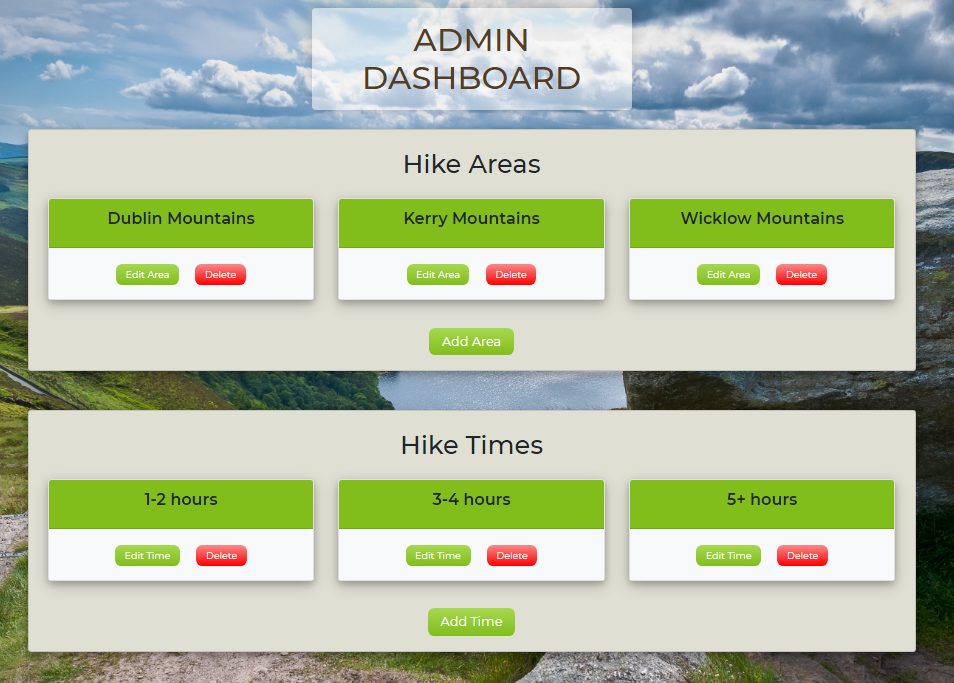 ADMIN
DASHBOARD
Hike Areas
Dublin Mountains
Edit Area Delete
Kerry Mountains
Edit Area Delete
Wicklow Mountains
Edit Area Delete
Add Area
Hike Times
1-2 hours
Edit Time Delete
3-4 hours
Edit Time Delete
5+ hours
Edit Time Delete
Add Time